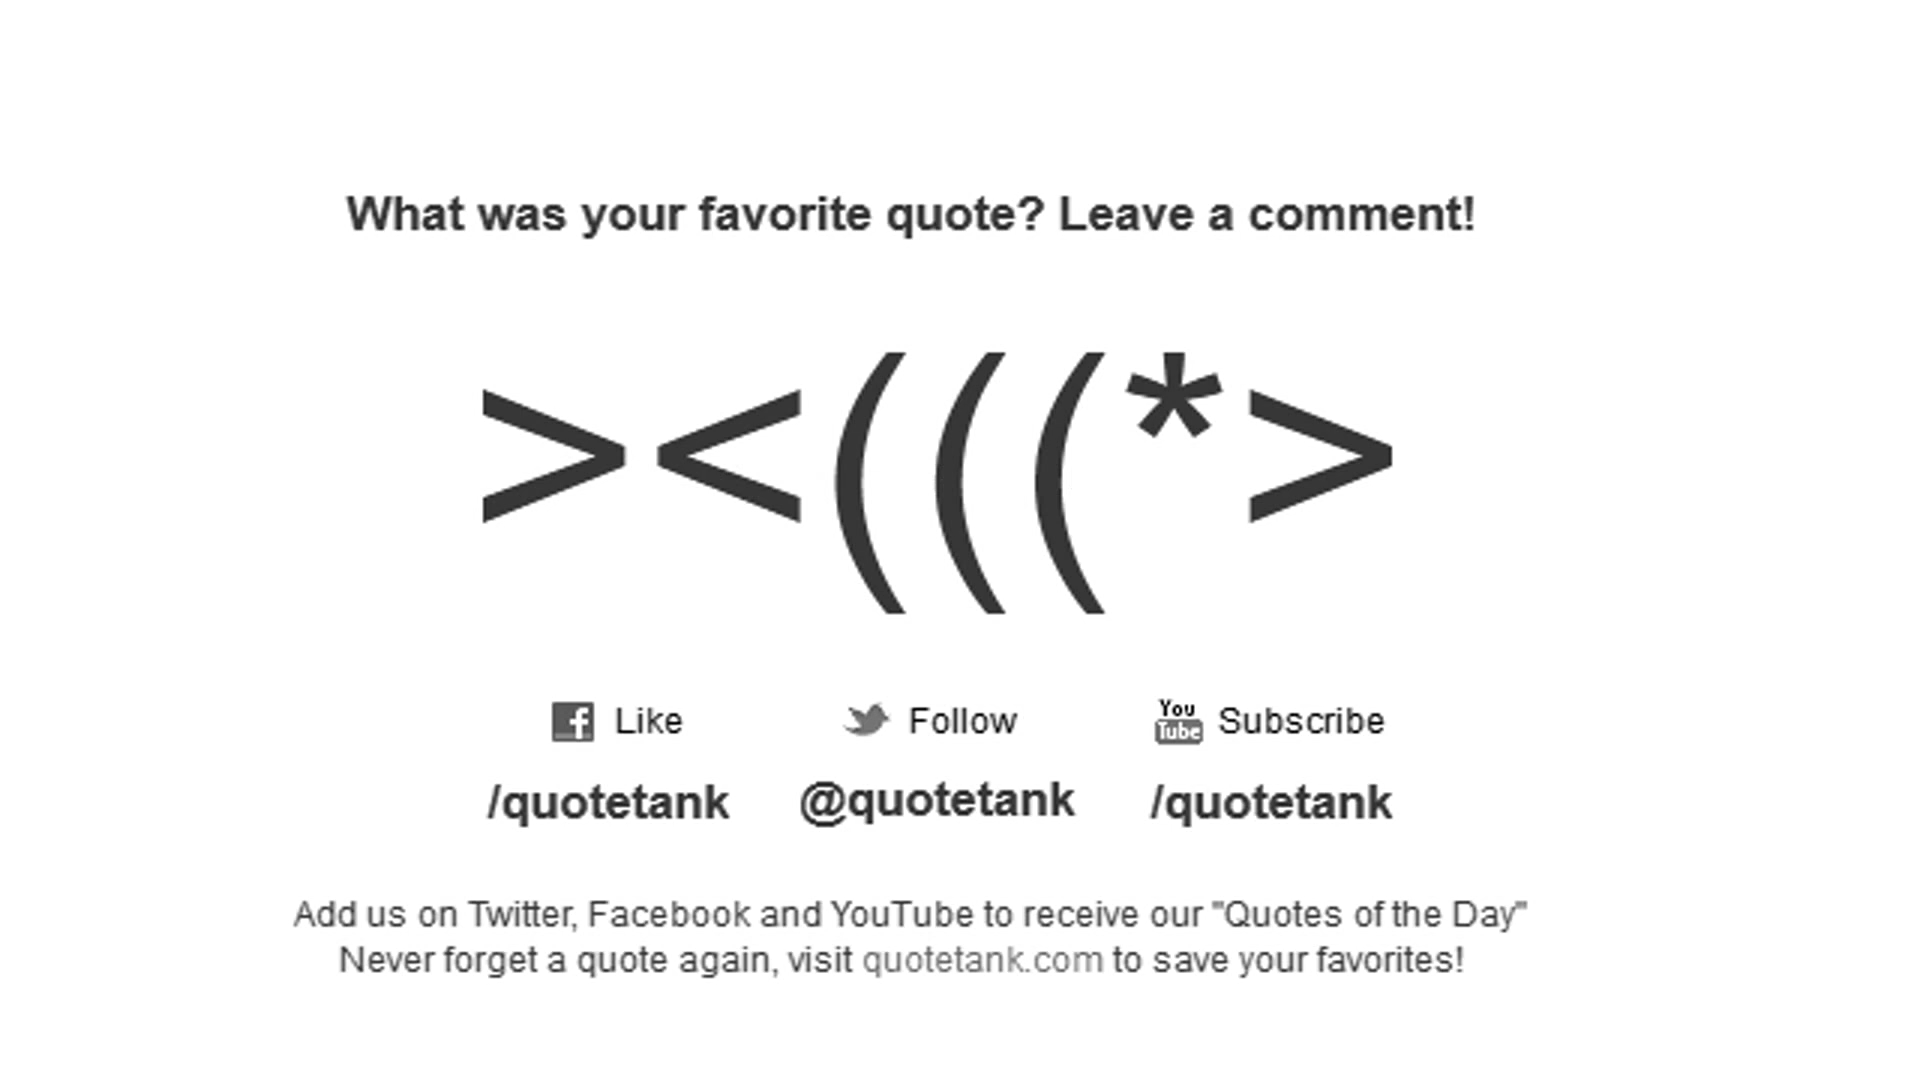 What was your favorite quote? Leave a comment!
><(((*>
f Like Follow You Tube Subscribe
/quotetank @quotetank /quotetank
Add us on Twitter, Facebook and YouTube to receive our "Quotes of the Day"
Never forget a quote again, visit quotetank.com to save your favorites!